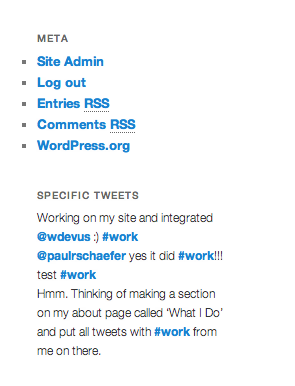 META
Site Admin
Log out
Entries RSS
Comments RSS
WordPress.org
SPECIFIC TWEETS
Working on my site and integrated
@wdevus :) #work
@paulrschaefer yes it did #work!!!
test #work
Hmm. Thinking of making a section
on my about page called ‘What I Do’
and put all tweets with #work from
me on there.